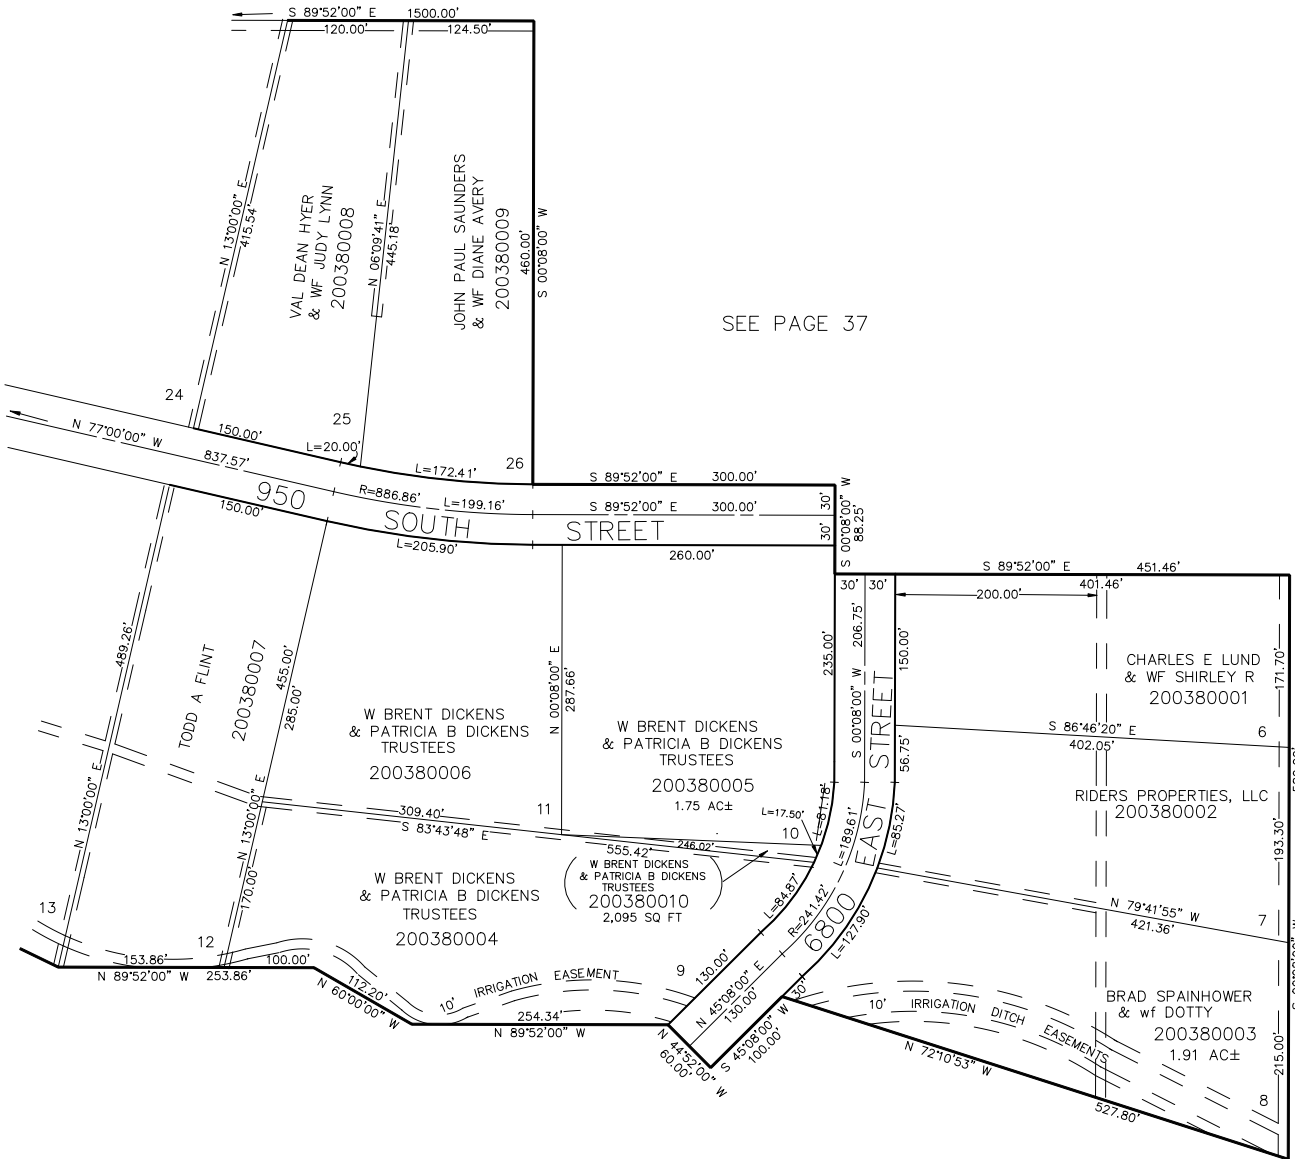 S 89°52'00" E 1500.00'
120.00'
124.50'
N 13°00'00" E
415.54'
VAL DEAN HYER
& WF JUDY LYNN
200380008
N 06°09'41" E
445.18'
JOHN PAUL SAUNDERS
& WF DIANE AVERY
200380009
460.00'
S 00°08'00" W
SEE PAGE 37
24
25
26
N 77°00'00" W
837.57'
150.00'
L=20.00'
L=172.41'
R=886.86'
L=199.16'
S 89°52'00" E 300.00'
S 89°52'00" E 300.00'
950 SOUTH STREET
150.00'
L=205.90'
260.00'
30'
30'
S 00°08'00" W
88.25'
S 89°52'00" E 451.46'
401.46'
200.00'
30'
30'
206.75'
S 00°08'00" W
235.00'
150.00'
56.75'
6800 EAST STREET
CHARLES E LUND
& WF SHIRLEY R
200380001
171.70'
6
S 86°46'20" E
402.05'
RIDERS PROPERTIES, LLC
200380002
193.30'
N 79°41'55" W
421.36'
7
BRAD SPAINHOWER
& wf DOTTY
200380003
1.91 AC±
215.00'
8
10' IRRIGATION DITCH EASEMENTS
N 72°10'53" W
527.80'
489.26'
N 13°00'00" E
TODD A FLINT
200380007
455.00'
285.00'
N 13°00'00" E
170.00'
W BRENT DICKENS
& PATRICIA B DICKENS
TRUSTEES
200380006
N 00°08'00" E
287.66'
W BRENT DICKENS
& PATRICIA B DICKENS
TRUSTEES
200380005
1.75 AC±
309.40'
S 83°43'48" E
11
555.42'
246.02'
10
L=17.50'
L=81.18'
L=189.61'
L=85.27'
W BRENT DICKENS
& PATRICIA B DICKENS
TRUSTEES
200380010
2,095 SQ FT
L=84.87'
R=241.42'
L=127.90'
W BRENT DICKENS
& PATRICIA B DICKENS
TRUSTEES
200380004
13
12
9
153.86'
N 89°52'00" W 253.86'
100.00'
112.20'
N 60°00'00" W
10' IRRIGATION EASEMENT
254.34'
N 89°52'00" W
130.00'
N 45°08'00" E
130.00'
30'
N 44°52'00" W
60.00'
S 45°08'00" W
100.00'